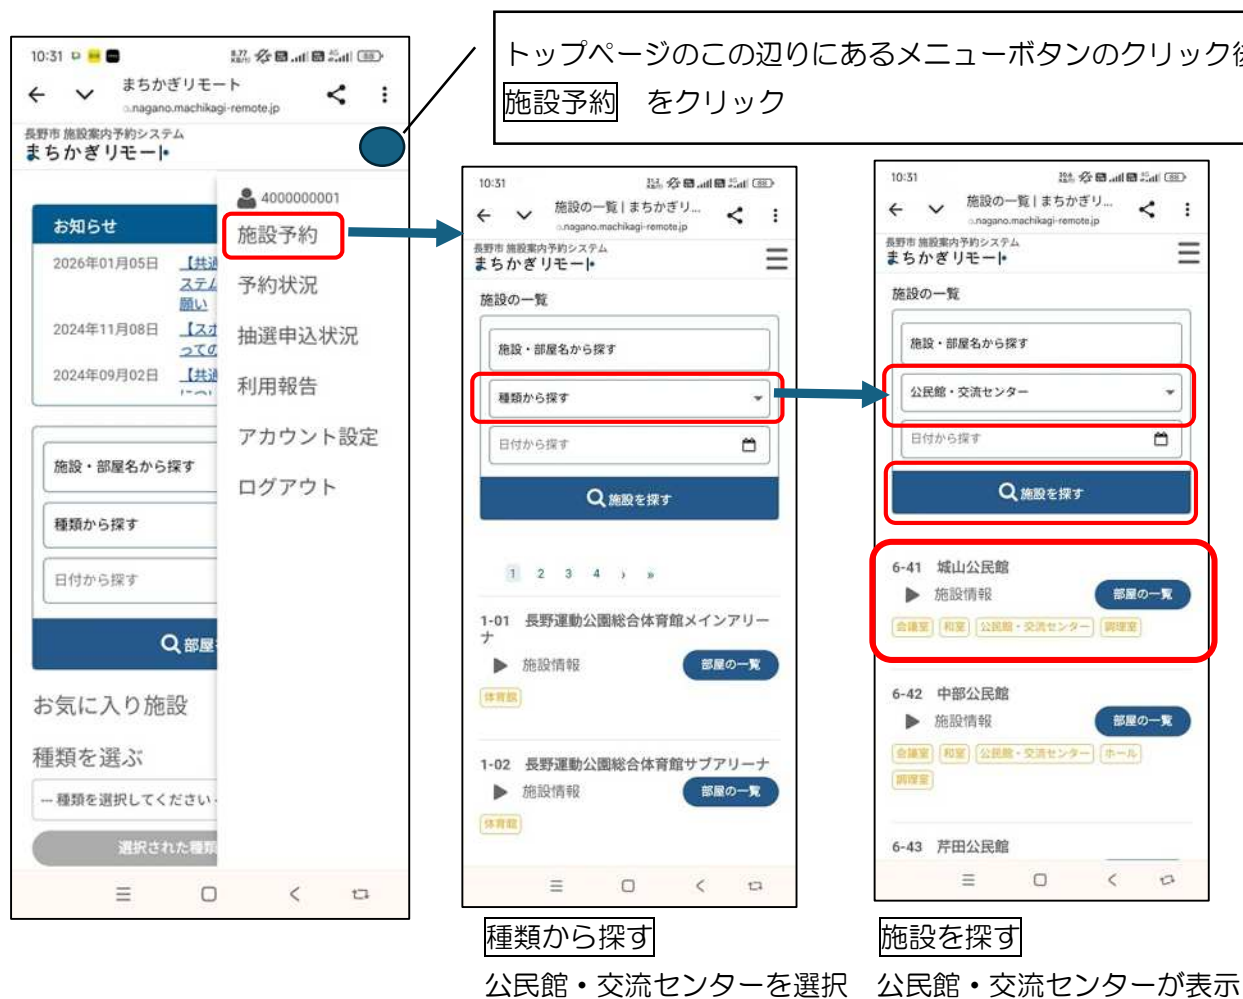 トップページのこの辺りにあるメニューボタンのクリック後
施設予約　をクリック
10:31
まちかぎリモート
.nagano.machikagi-remote.jp
長野市 施設案内予約システム
まちかぎリモート
4000000001
施設予約
予約状況
抽選申込状況
利用報告
アカウント設定
ログアウト
お知らせ
2026年01月05日 【共通
ステム
願い
2024年11月08日 【スポ
っての
2024年09月02日 【共通
施設・部屋名から探す
種類から探す
日付から探す
部屋
お気に入り施設
種類を選ぶ
-- 種類を選択してください -
選択された種類
10:31
施設の一覧 | まちかぎリ...
.nagano.machikagi-remote.jp
長野市 施設案内予約システム
まちかぎリモート
施設の一覧
施設・部屋名から探す
種類から探す
日付から探す
施設を探す
1 2 3 4 › »
1-01 長野運動公園総合体育館メインアリー
ナ
▶ 施設情報 部屋の一覧
体育館
1-02 長野運動公園総合体育館サブアリーナ
▶ 施設情報 部屋の一覧
体育館
種類から探す
公民館・交流センターを選択
10:31
施設の一覧 | まちかぎリ...
.nagano.machikagi-remote.jp
長野市 施設案内予約システム
まちかぎリモート
施設の一覧
施設・部屋名から探す
公民館・交流センター
日付から探す
施設を探す
6-41 城山公民館
▶ 施設情報 部屋の一覧
会議室 和室 公民館・交流センター 調理室
6-42 中部公民館
▶ 施設情報 部屋の一覧
会議室 和室 公民館・交流センター ホール
調理室
6-43 芹田公民館
施設を探す
公民館・交流センターが表示